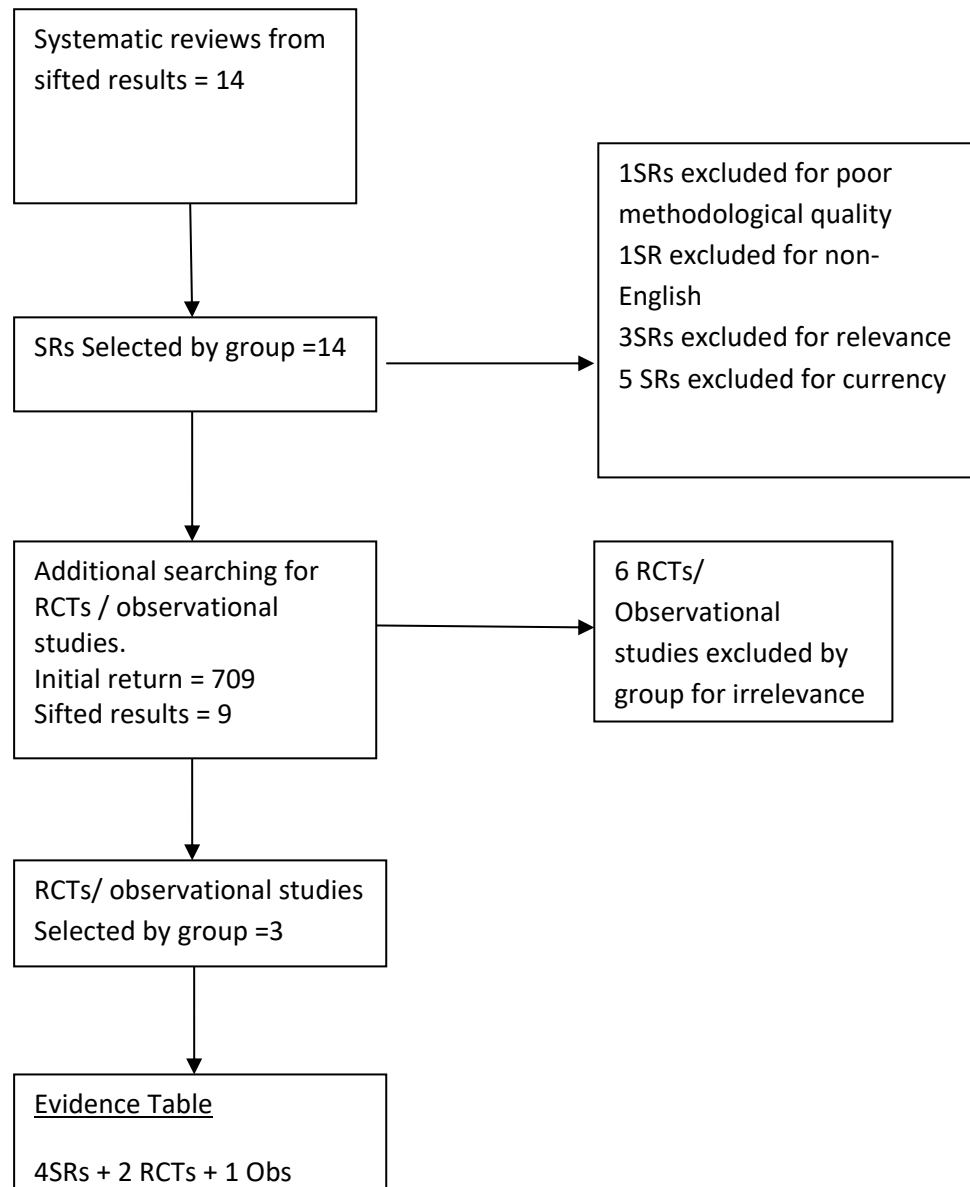 Systematic reviews from
sifted results = 14
1SRs excluded for poor
methodological quality
1SR excluded for non-
English
3SRs excluded for relevance
5 SRs excluded for currency
SRs Selected by group =14
Additional searching for
RCTs / observational
studies.
Initial return = 709
Sifted results = 9
6 RCTs/
Observational
studies excluded by
group for irrelevance
RCTs/ observational studies
Selected by group =3
Evidence Table
4SRs + 2 RCTs + 1 Obs